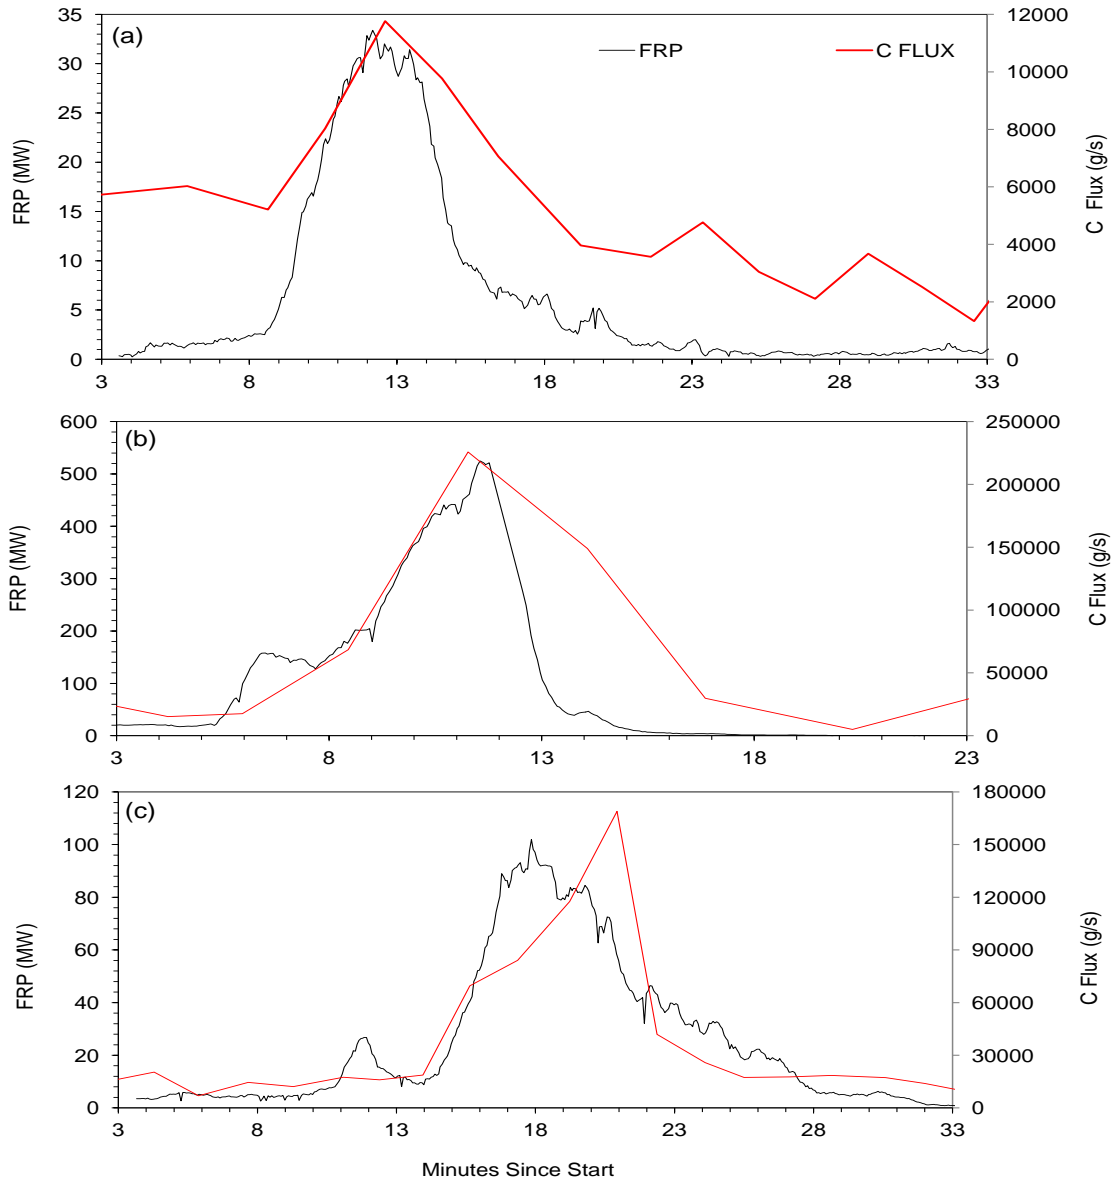 (a)
FRP
C FLUX
35
30
25
20
15
10
5
0
FRP (MW)
12000
10000
8000
6000
4000
2000
0
C Flux (g/s)
3 8 13 18 23 28 33
(b)
600
500
400
300
200
100
0
FRP (MW)
250000
200000
150000
100000
50000
0
C Flux (g/s)
3 8 13 18 23
(c)
120
100
80
60
40
20
0
FRP (MW)
180000
150000
120000
90000
60000
30000
0
C Flux (g/s)
3 8 13 18 23 28 33
Minutes Since Start